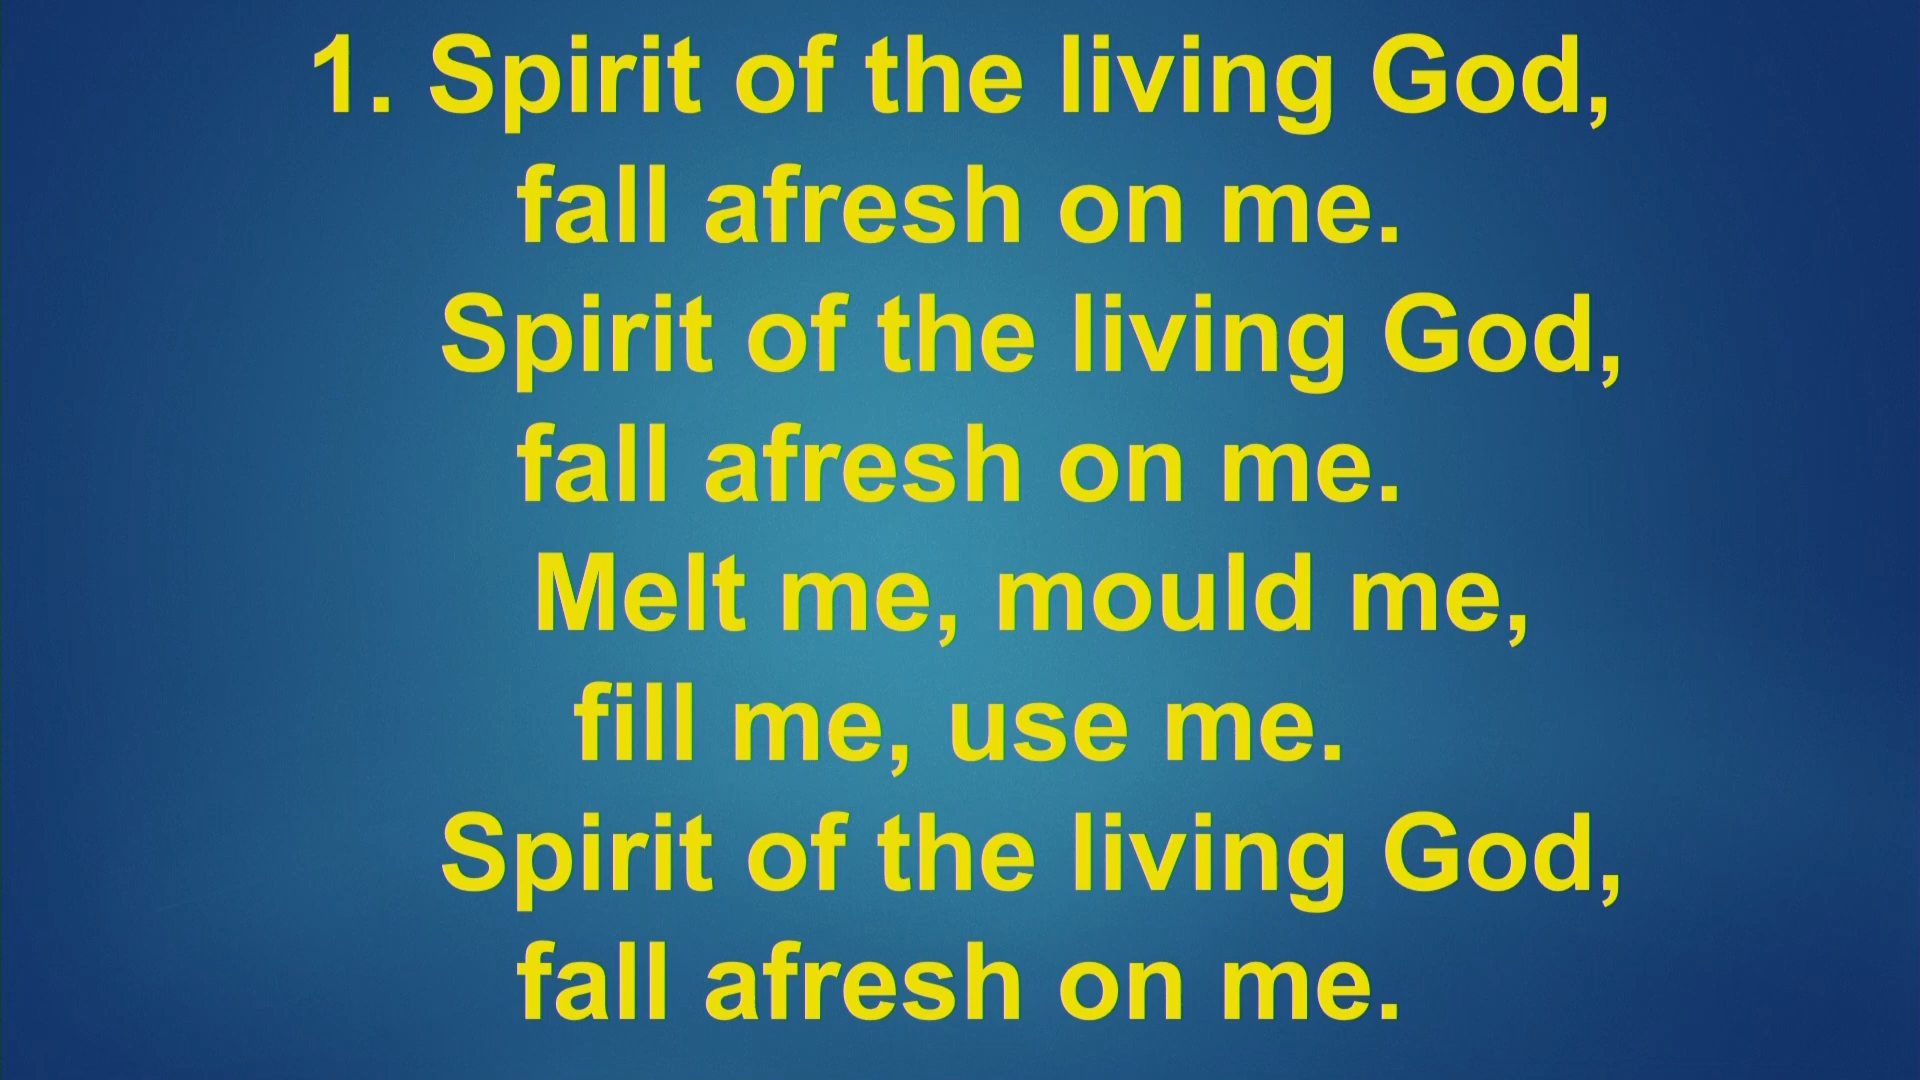 1. Spirit of the living God,
fall afresh on me.
Spirit of the living God,
fall afresh on me.
Melt me, mould me,
fill me, use me.
Spirit of the living God,
fall afresh on me.